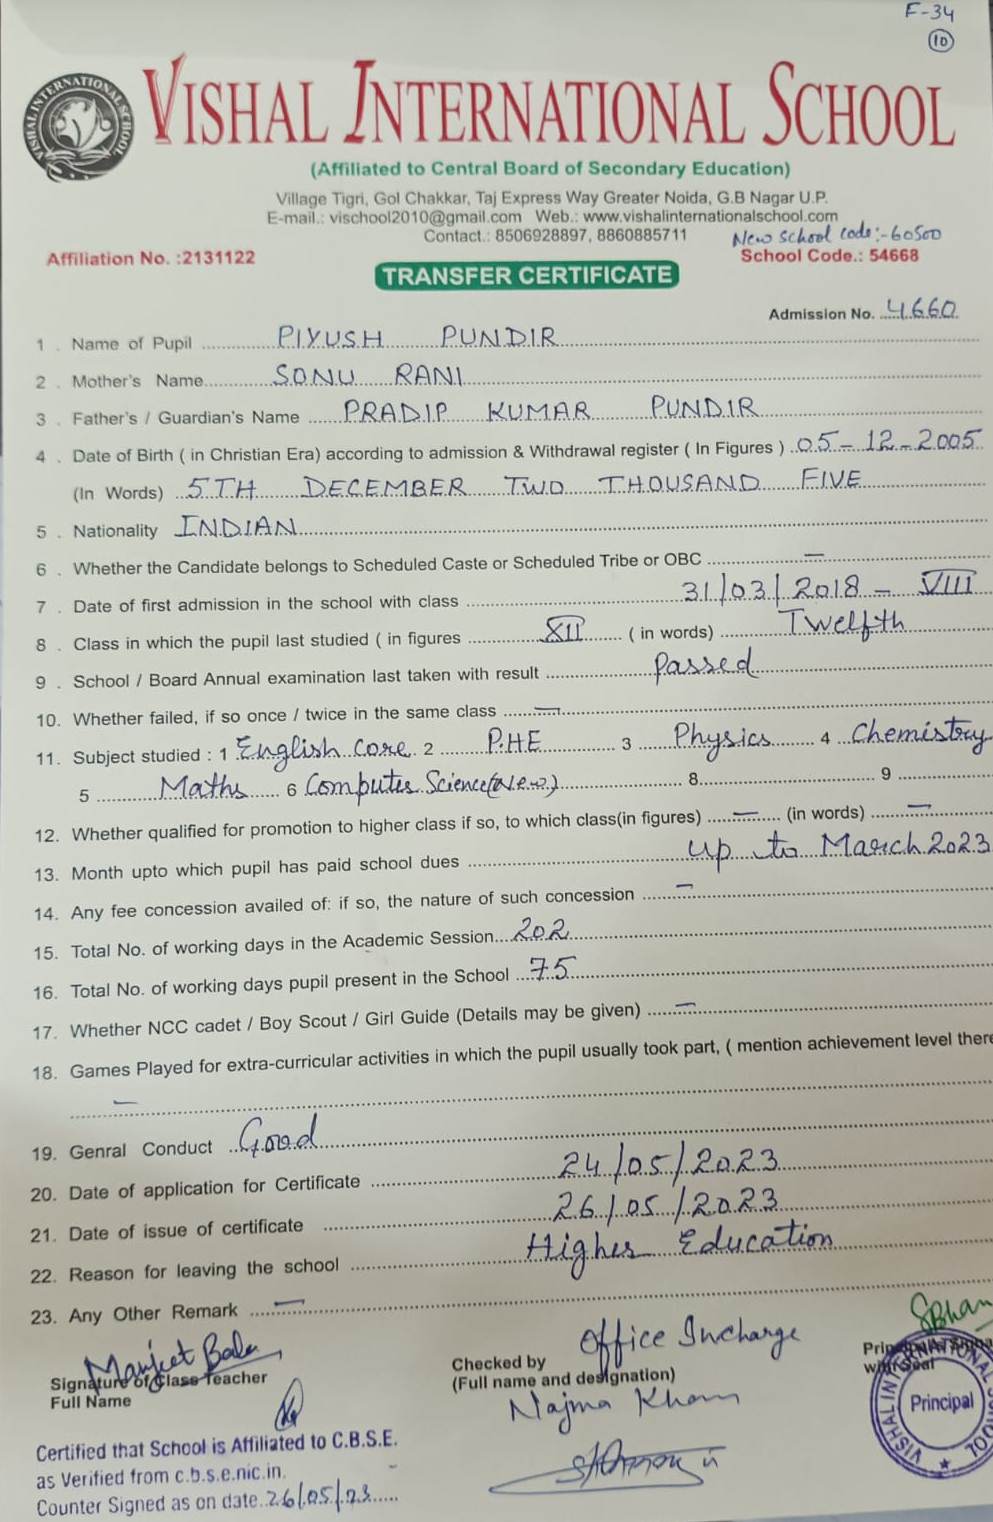 F-34
10
VISHAL INTERNATIONAL SCHOOL
VISHAL INTERNATIONAL SCHOOL
(Affiliated to Central Board of Secondary Education)
Village Tigri, Gol Chakkar, Taj Express Way Greater Noida, G.B Nagar U.P.
E-mail.: vischool2010@gmail.com Web.: www.vishalinternationalschool.com
Contact.: 8506928897, 8860885711 New school code:-60500
Affiliation No. :2131122 School Code.: 54668
TRANSFER CERTIFICATE
Admission No. 4660
1 . Name of Pupil PIYUSH PUNDIR
2 . Mother's Name SONU RANI
3 . Father's / Guardian's Name PRADIP KUMAR PUNDIR
4 . Date of Birth ( in Christian Era) according to admission & Withdrawal register ( In Figures ) 05-12-2005
(In Words) 5TH DECEMBER TWO THOUSAND FIVE
5 . Nationality INDIAN
6 . Whether the Candidate belongs to Scheduled Caste or Scheduled Tribe or OBC —
7 . Date of first admission in the school with class 31/03/2018 - VIII
8 . Class in which the pupil last studied ( in figures XII ( in words) Twelfth
9 . School / Board Annual examination last taken with result Passed
10. Whether failed, if so once / twice in the same class —
11. Subject studied : 1 English Core 2 P.HE 3 Physics 4 Chemistry
5 Maths 6 Computer Science(New) 8 9
12. Whether qualified for promotion to higher class if so, to which class(in figures) — (in words) —
13. Month upto which pupil has paid school dues up to March 2023
14. Any fee concession availed of: if so, the nature of such concession —
15. Total No. of working days in the Academic Session 202
16. Total No. of working days pupil present in the School 75
17. Whether NCC cadet / Boy Scout / Girl Guide (Details may be given) —
18. Games Played for extra-curricular activities in which the pupil usually took part, ( mention achievement level there
—
19. Genral Conduct Good
20. Date of application for Certificate 24/05/2023
21. Date of issue of certificate 26/05/2023
22. Reason for leaving the school Higher Education
23. Any Other Remark —
Manjeet Bala Office Incharge
Signature of Class Teacher Checked by
Full Name (Full name and designation)
Najma Khan
with Seal
VISHAL INTERNATIONAL SCHOOL
Principal
Certified that School is Affiliated to C.B.S.E.
as Verified from c.b.s.e.nic.in.
Counter Signed as on date 26/05/23